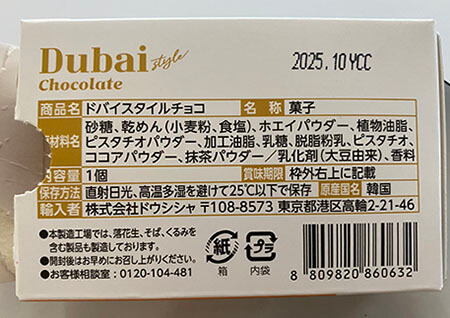 Dubai style
Chocolate
2025.10 YCC
商品名 ドバイスタイルチョコ 名称 菓子
原材料名 砂糖、乾めん(小麦粉、食塩)、ホエイパウダー、植物油脂、
ピスタチオパウダー、加工油脂、乳糖、脱脂粉乳、ピスタチオ、
ココアパウダー、抹茶パウダー/乳化剤(大豆由来)、香料
内容量 1個 賞味期限 枠外右上に記載
保存方法 直射日光、高温多湿を避けて25℃以下で保存 原産国名 韓国
輸入者 株式会社ドウシシャ 〒108-8573 東京都港区高輪2-21-46
●本製造工場では、落花生、そば、くるみを
含む製品も製造しております。
●開封後はお早めにお召し上がりください。
●お客様相談室:0120-104-481
紙 プラ
箱 内袋
8 809820 860632